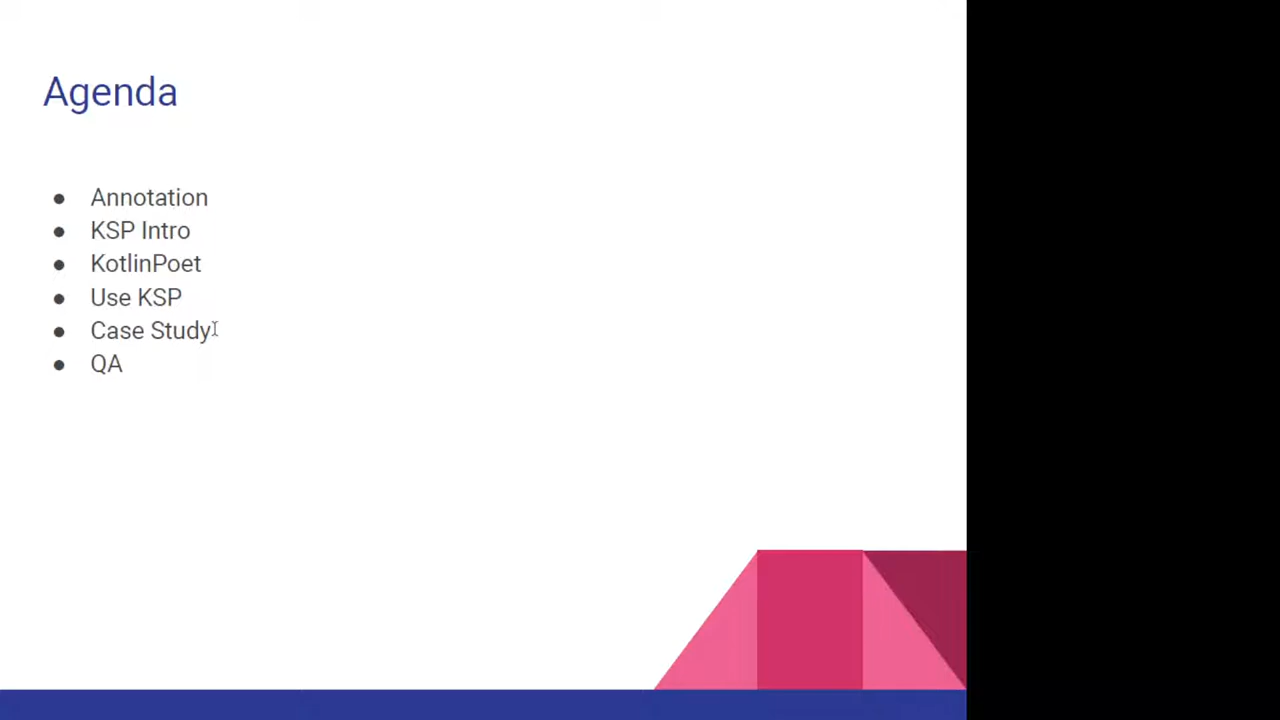 Agenda
● Annotation
● KSP Intro
● KotlinPoet
● Use KSP
● Case Study
● QA